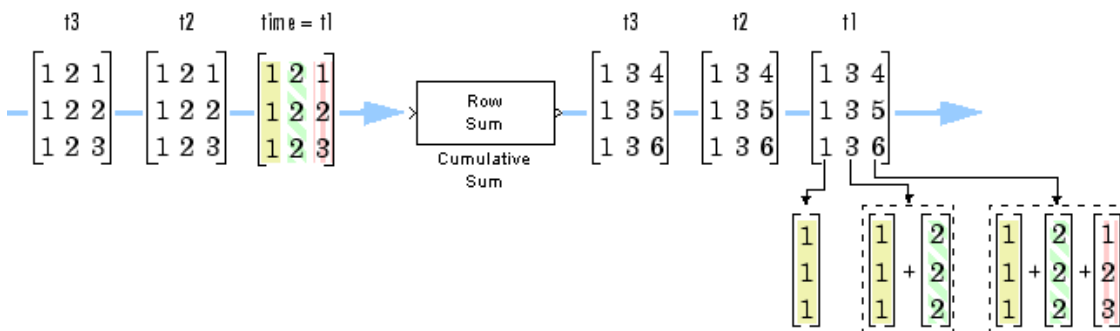 t3 t2 time = t1 t3 t2 t1
1 2 1 1 2 1 1 2 1 1 3 4 1 3 4 1 3 4
Row
1 2 2 1 2 2 1 2 2 1 3 5 1 3 5 1 3 5
Sum
1 2 3 1 2 3 1 2 3 1 3 6 1 3 6 1 3 6
Cumulative
Sum
1 1 2 1 2 1
1 1 + 2 1 + 2 + 2
1 1 2 1 2 3